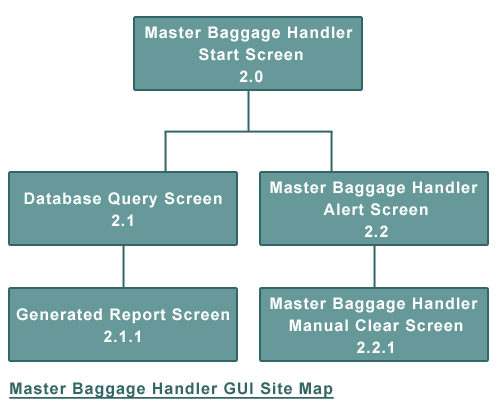 Master Baggage Handler
Start Screen
2.0
Database Query Screen
2.1
Master Baggage Handler
Alert Screen
2.2
Generated Report Screen
2.1.1
Master Baggage Handler
Manual Clear Screen
2.2.1
Master Baggage Handler GUI Site Map